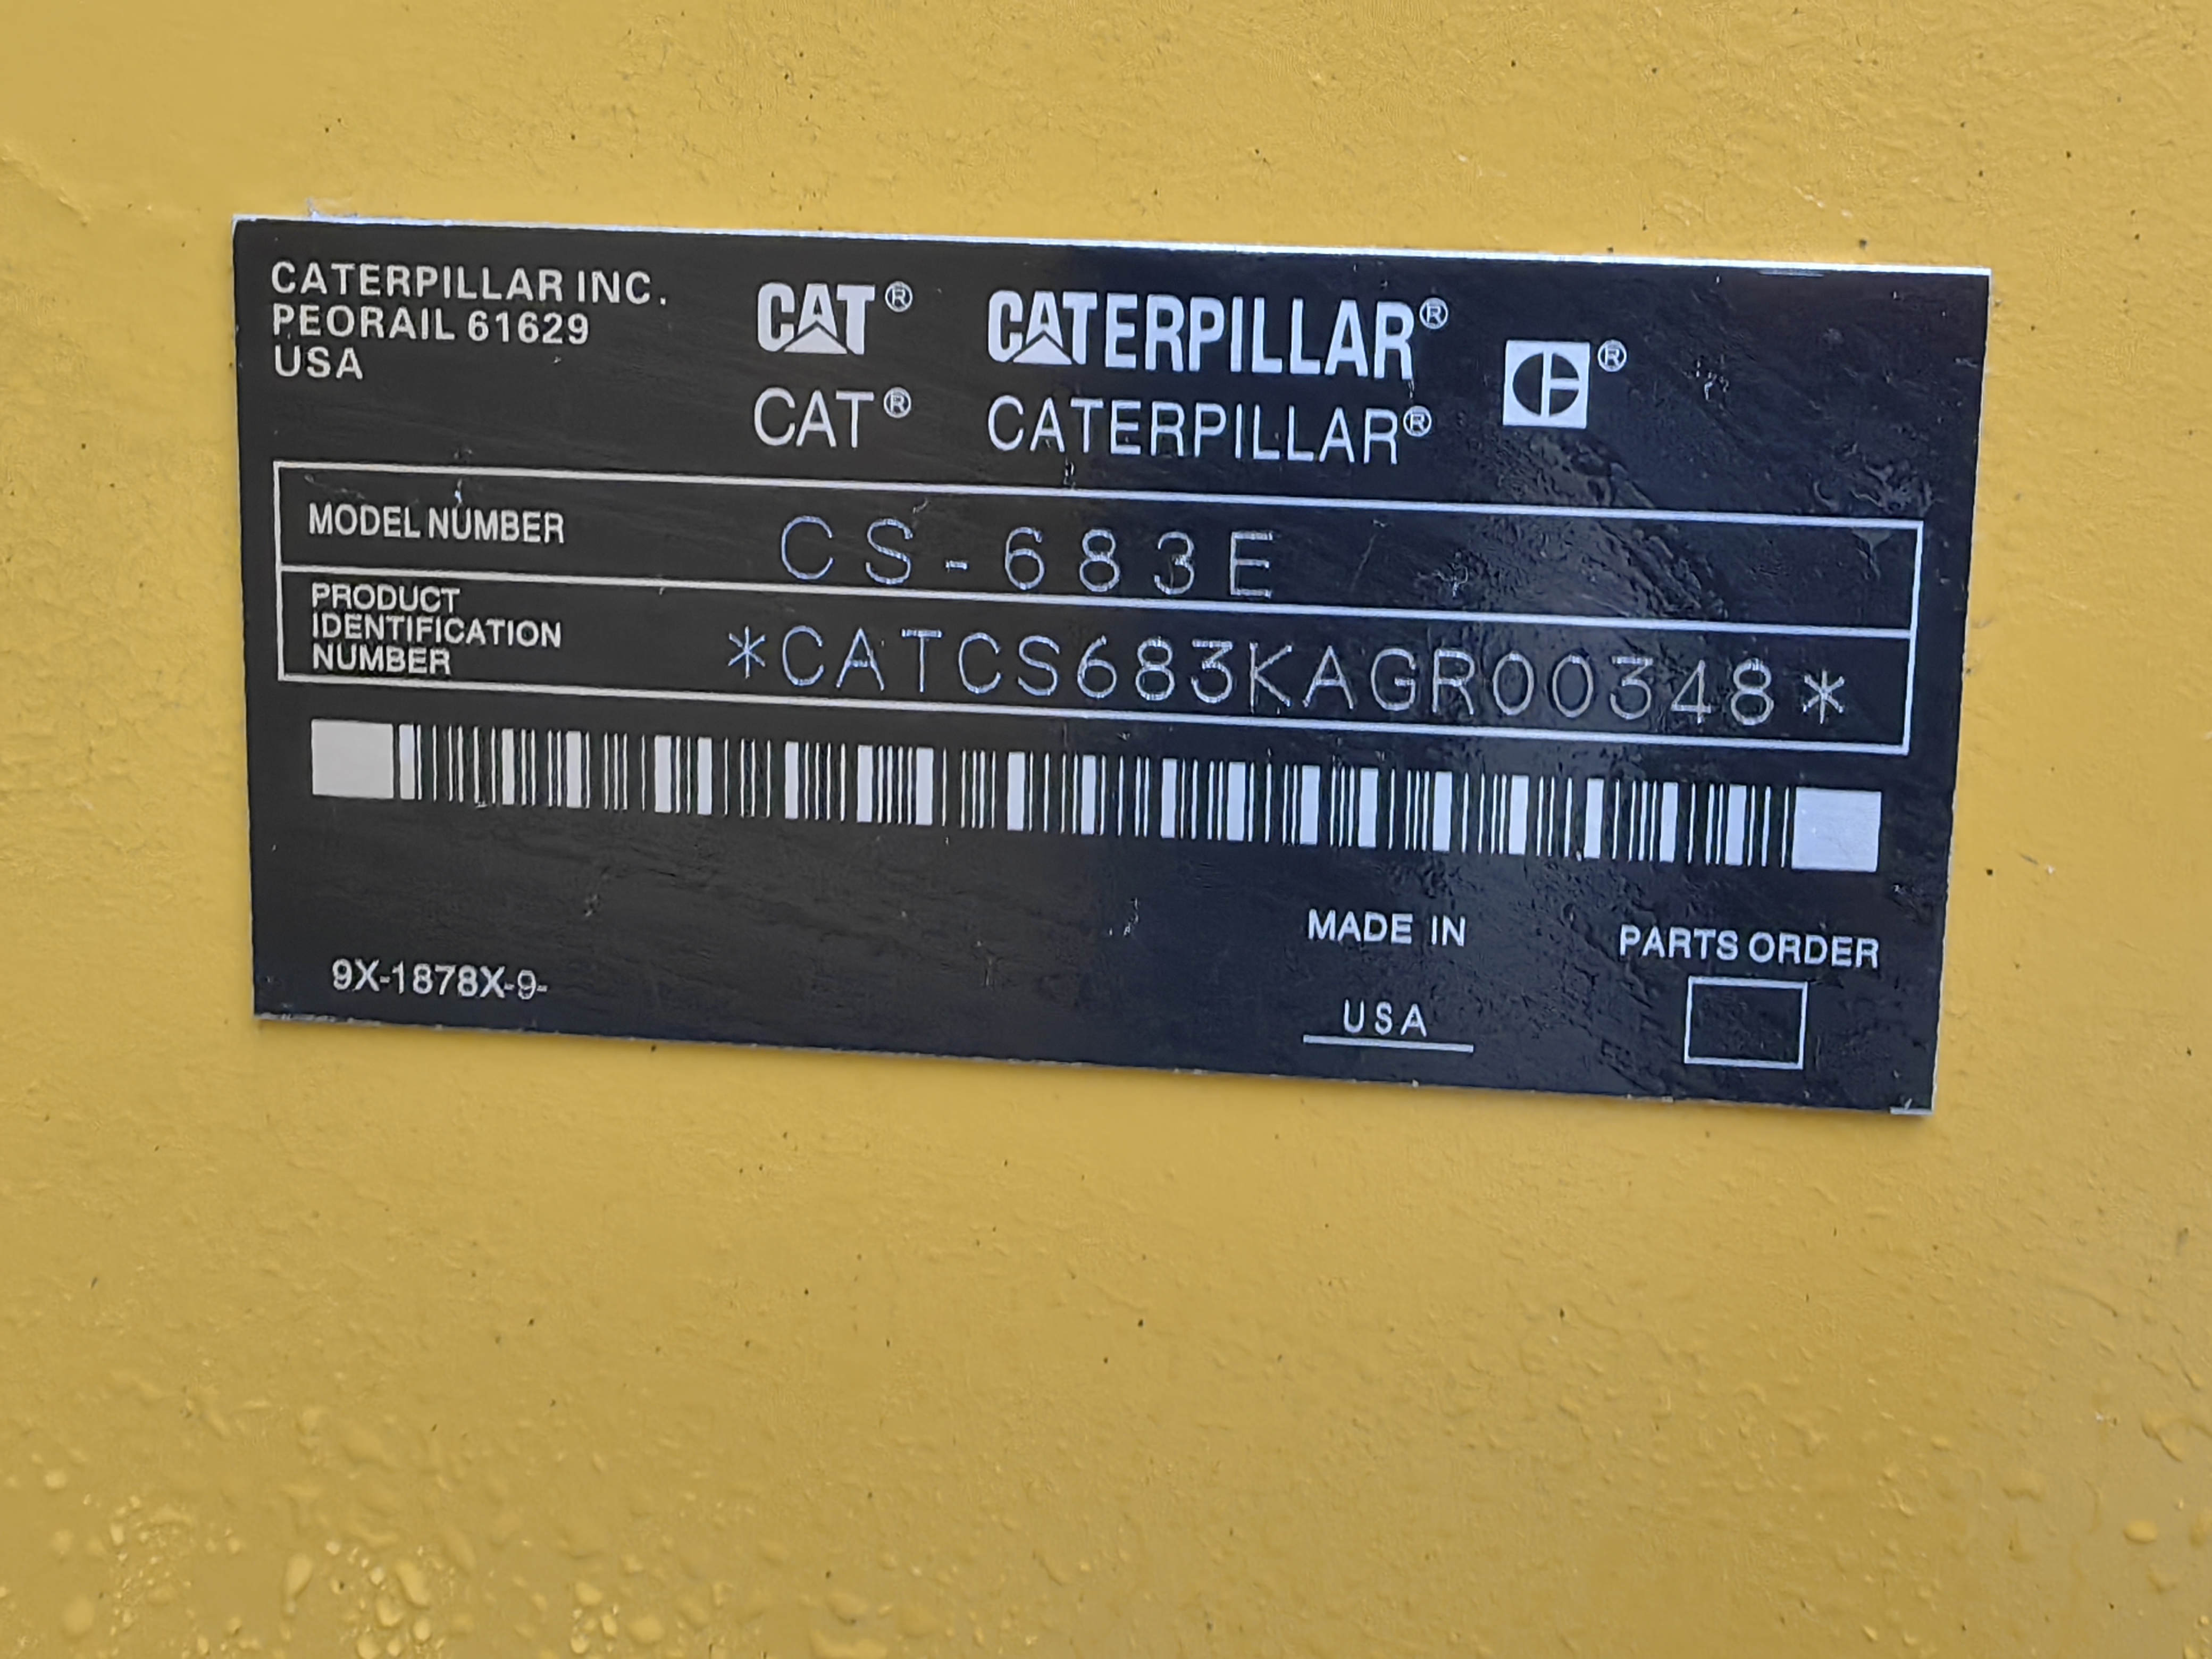 CATERPILLAR INC.
PEORAIL 61629
USA
CAT® CATERPILLAR®
CAT® CATERPILLAR®
®
MODEL NUMBER CS-683E
PRODUCT
IDENTIFICATION
NUMBER
*CATCS683KAGR00348*
9X-1878X-9-
MADE IN
USA
PARTS ORDER